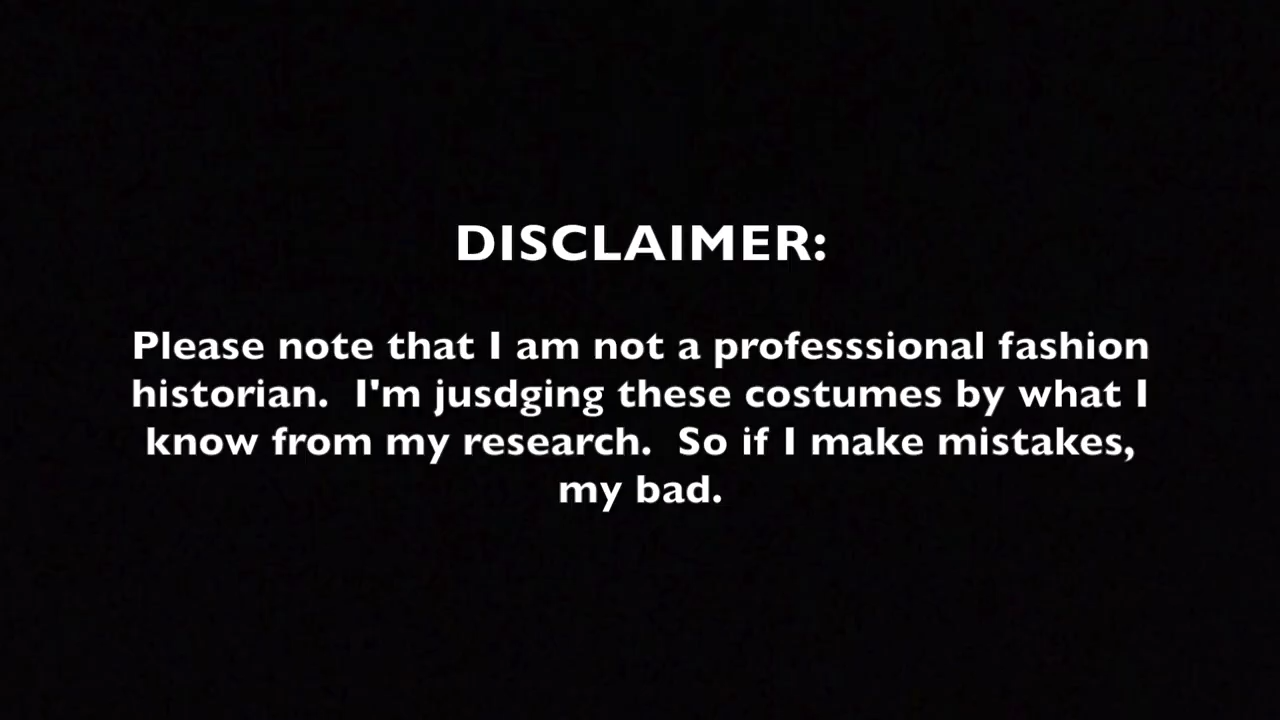 DISCLAIMER:
Please note that I am not a professsional fashion
historian.  I'm jusdging these costumes by what I
know from my research.  So if I make mistakes,
my bad.